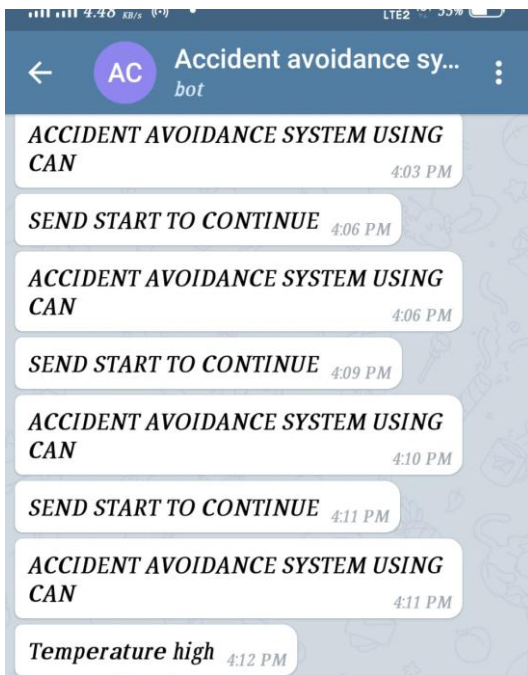 4.48 KB/s
LTE2 53%
AC
Accident avoidance sy...
bot
ACCIDENT AVOIDANCE SYSTEM USING
CAN
4:03 PM
SEND START TO CONTINUE 4:06 PM
ACCIDENT AVOIDANCE SYSTEM USING
CAN
4:06 PM
SEND START TO CONTINUE 4:09 PM
ACCIDENT AVOIDANCE SYSTEM USING
CAN
4:10 PM
SEND START TO CONTINUE 4:11 PM
ACCIDENT AVOIDANCE SYSTEM USING
CAN
4:11 PM
Temperature high 4:12 PM